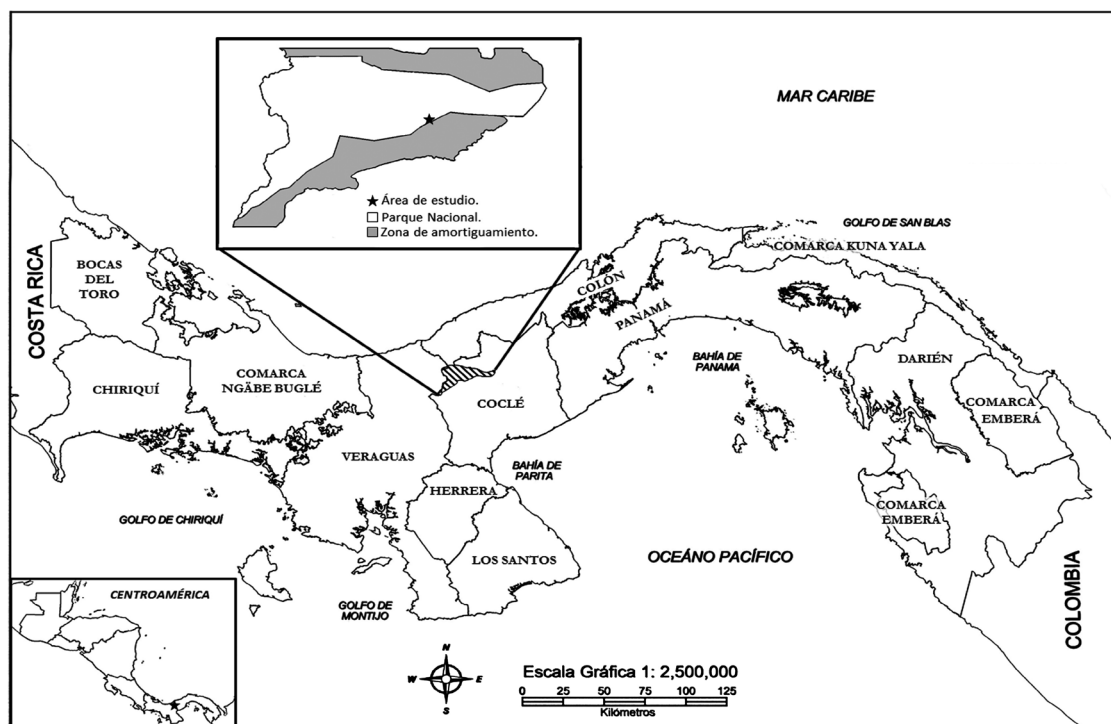 MAR CARIBE
★ Área de estudio.
Parque Nacional.
Zona de amortiguamiento.
GOLFO DE SAN BLAS
COMARCA KUNA YALA
COSTA RICA
BOCAS
DEL
TORO
COLÓN
PANAMÁ
CHIRIQUÍ
COMARCA
NGÄBE BUGLÉ
BAHÍA DE
PANAMA
DARIÉN
COMARCA
EMBERÁ
COCLÉ
VERAGUAS
BAHÍA DE
PARITA
HERRERA
COMARCA
EMBERÁ
GOLFO DE CHIRIQUÍ
LOS SANTOS
OCEÁNO PACÍFICO
COLOMBIA
GOLFO DE
MONTIJO
CENTROAMÉRICA
N
W E
S
Escala Gráfica 1: 2,500,000
0 25 50 75 100 125
Kilómetros